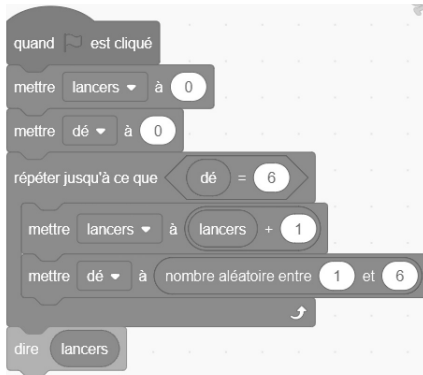 quand est cliqué
mettre lancers à 0
mettre dé à 0
répéter jusqu'à ce que dé = 6
mettre lancers à lancers + 1
mettre dé à nombre aléatoire entre 1 et 6
dire lancers